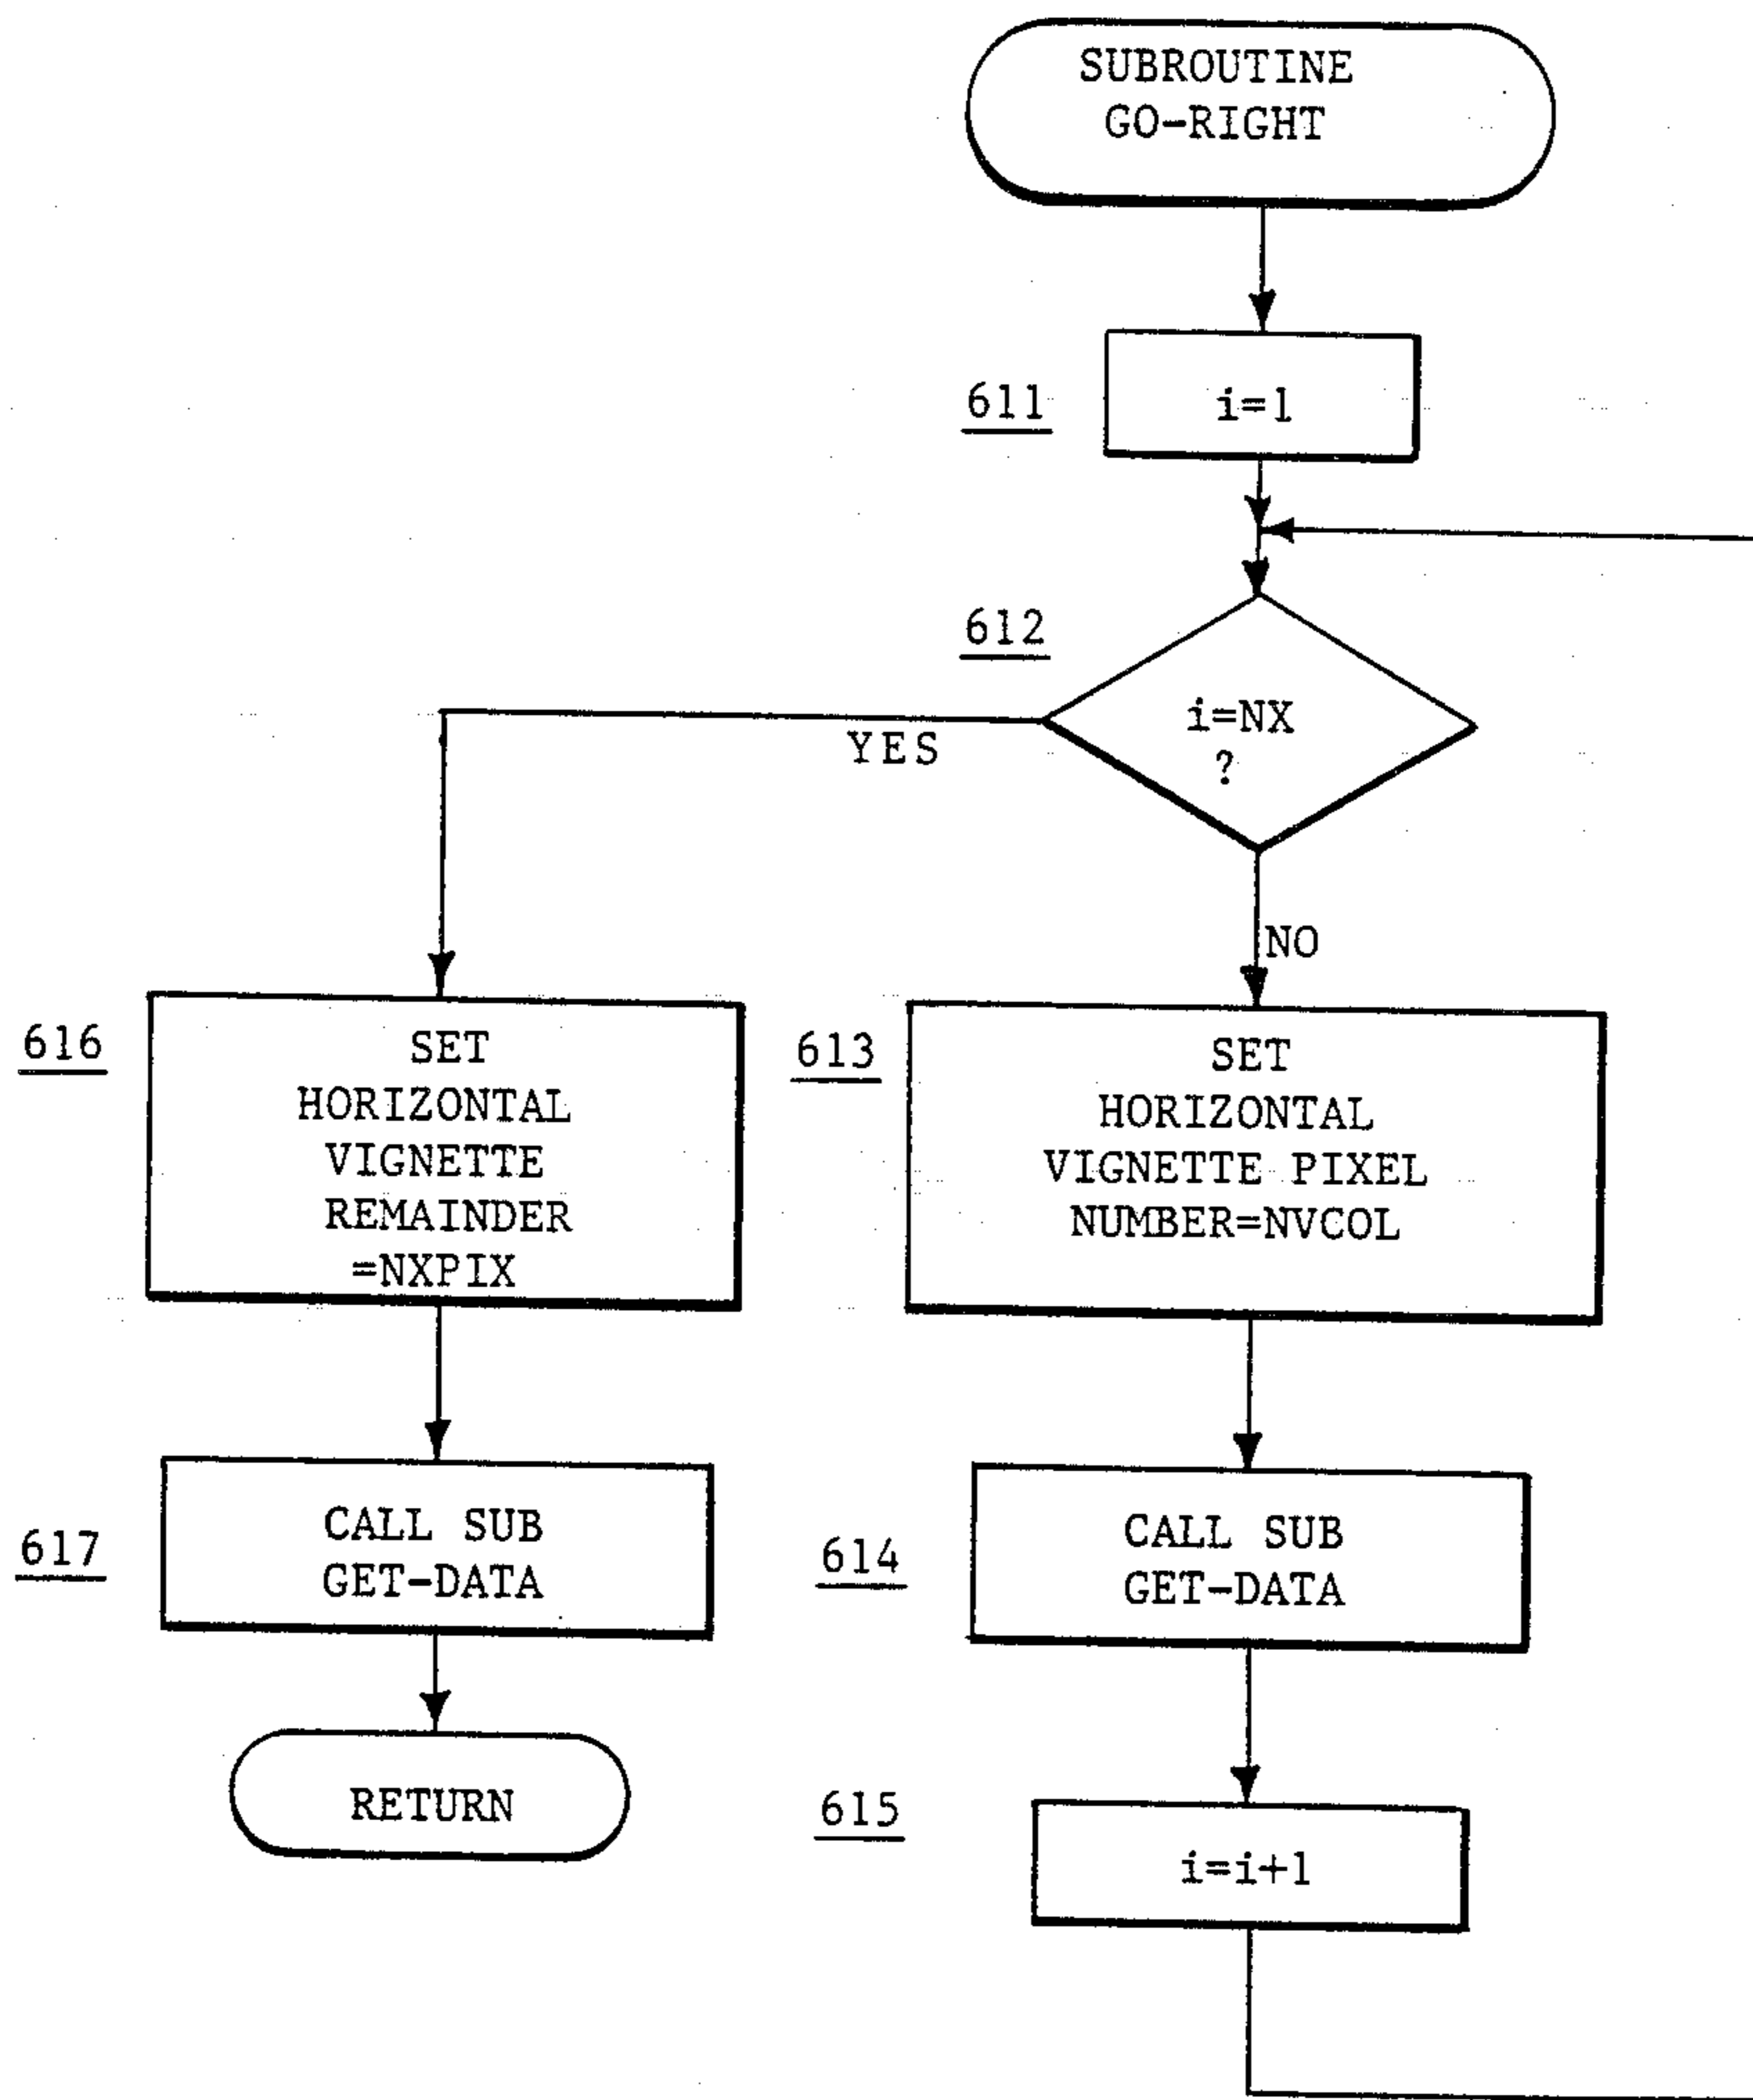 SUBROUTINE
GO-RIGHT
611
i=1
612
i=NX
?
YES
NO
616
SET
HORIZONTAL
VIGNETTE
REMAINDER
=NXPIX
613
SET
HORIZONTAL
VIGNETTE PIXEL
NUMBER=NVCOL
617
CALL SUB
GET-DATA
614
CALL SUB
GET-DATA
RETURN
615
i=i+1